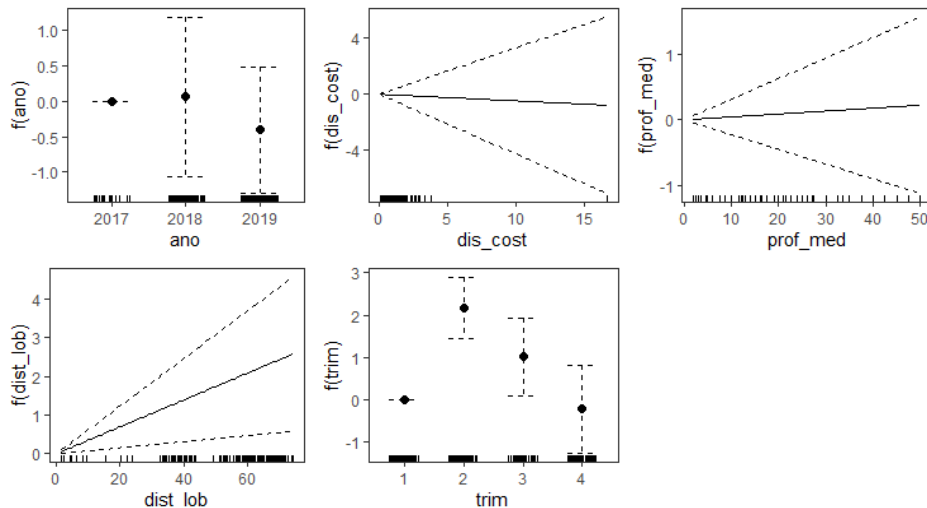 f(ano)
1.0
0.5
0.0
-0.5
-1.0
2017 2018 2019
ano
f(dis_cost)
4
0
-4
0 5 10 15
dis_cost
f(prof_med)
1
0
-1
0 10 20 30 40 50
prof_med
f(dist_lob)
4
3
2
1
0
0 20 40 60
dist_lob
f(trim)
3
2
1
0
-1
1 2 3 4
trim